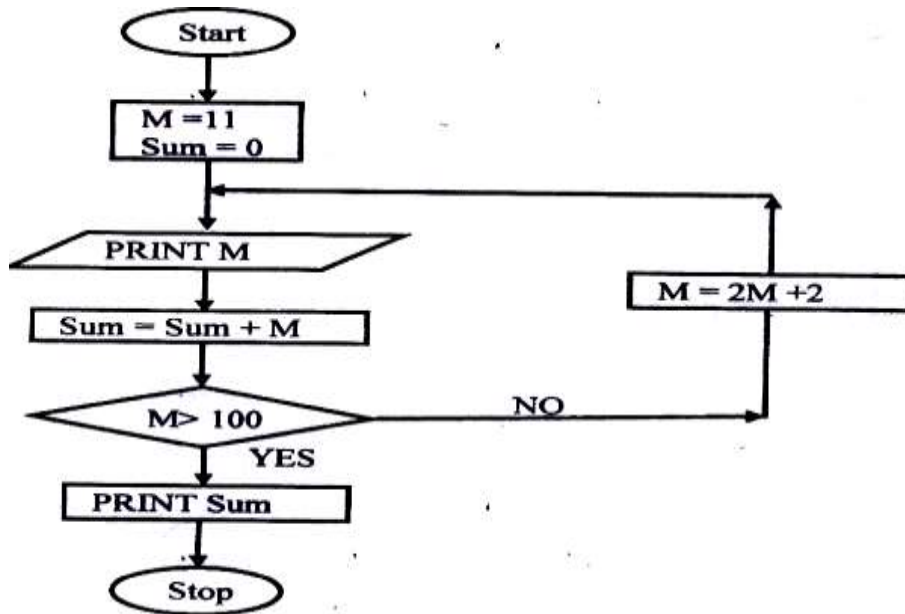 Start
M =11
Sum = 0
PRINT M
M = 2M +2
Sum = Sum + M
M> 100
NO
YES
PRINT Sum
Stop